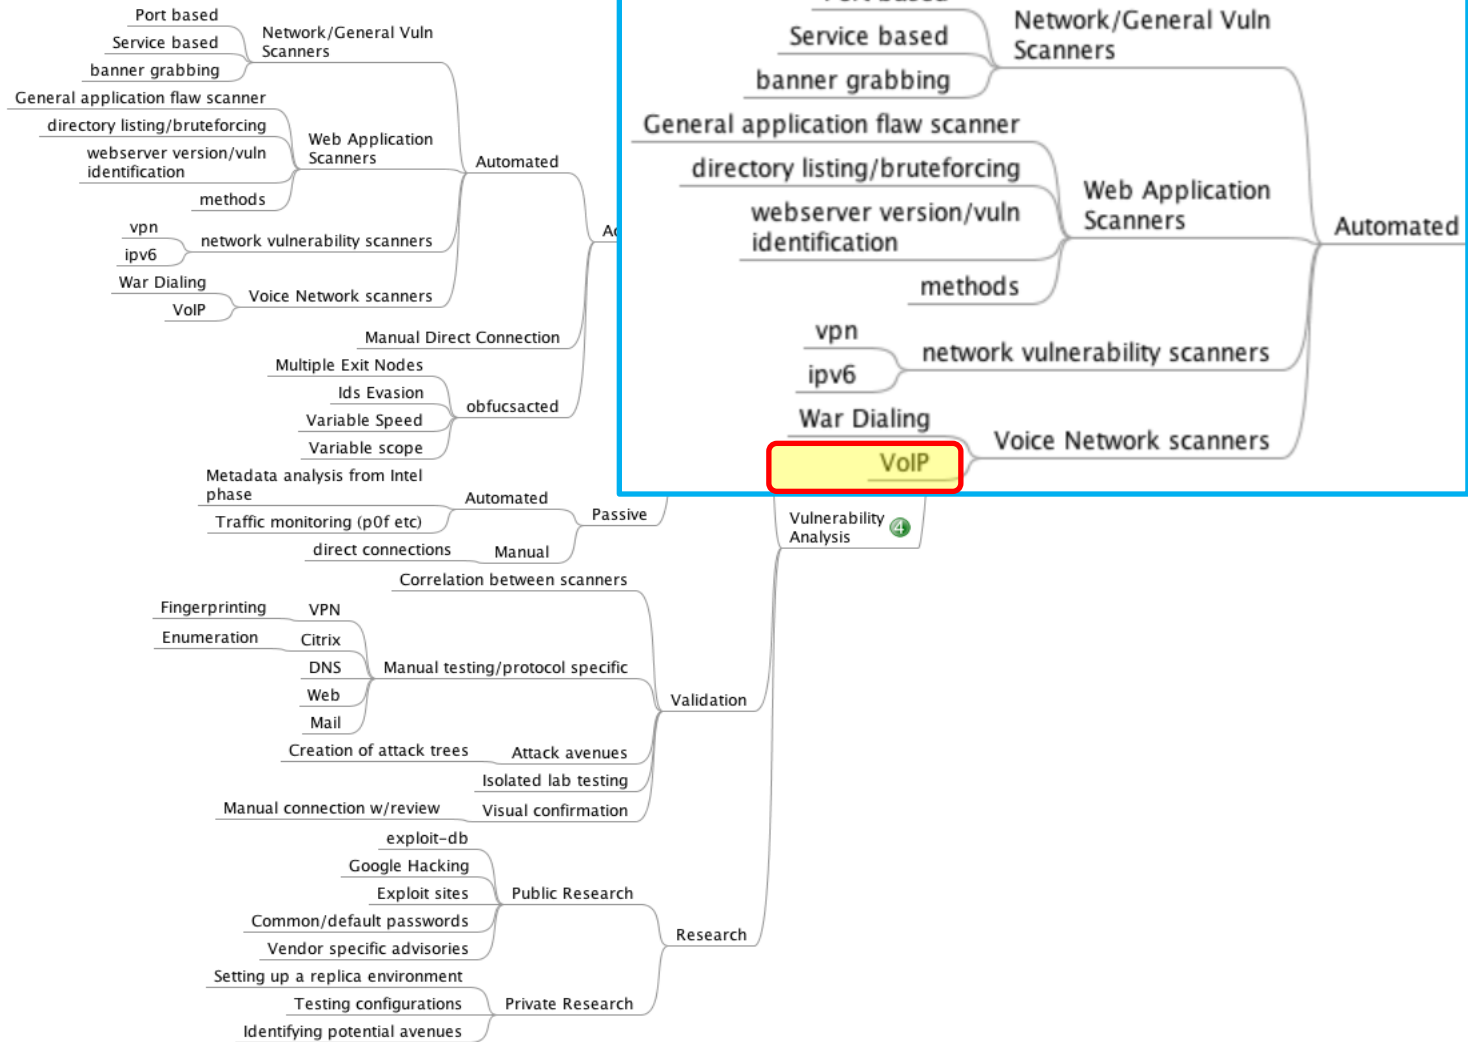 Port based
Service based
banner grabbing
Network/General Vuln
Scanners
General application flaw scanner
directory listing/bruteforcing
webserver version/vuln
identification
methods
Web Application
Scanners
Automated
vpn
ipv6
network vulnerability scanners
War Dialing
VoIP
Voice Network scanners
Manual Direct Connection
Multiple Exit Nodes
Ids Evasion
Variable Speed
Variable scope
obfucsacted
Metadata analysis from Intel
phase
Traffic monitoring (p0f etc)
Automated
direct connections
Manual
Passive
Service based
banner grabbing
Network/General Vuln
Scanners
General application flaw scanner
directory listing/bruteforcing
webserver version/vuln
identification
methods
Web Application
Scanners
Automated
vpn
ipv6
network vulnerability scanners
War Dialing
VoIP
Voice Network scanners
Vulnerability
Analysis
4
Correlation between scanners
Fingerprinting
VPN
Enumeration
Citrix
DNS
Web
Mail
Manual testing/protocol specific
Creation of attack trees
Attack avenues
Isolated lab testing
Manual connection w/review
Visual confirmation
Validation
exploit-db
Google Hacking
Exploit sites
Common/default passwords
Vendor specific advisories
Public Research
Setting up a replica environment
Testing configurations
Identifying potential avenues
Private Research
Research